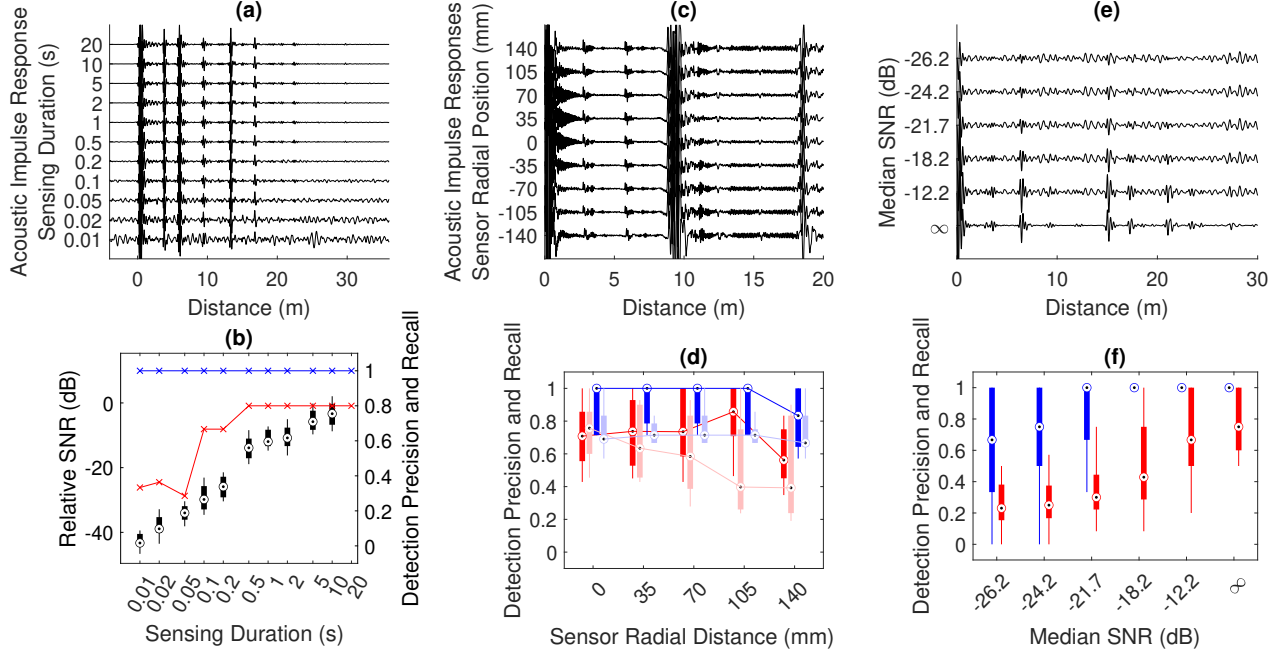 (a)
Acoustic Impulse Response
Sensing Duration (s)
20
10
5
2
1
0.5
0.2
0.1
0.05
0.02
0.01
0 10 20 30
Distance (m)
(c)
Acoustic Impulse Responses
Sensor Radial Position (mm)
140
105
70
35
0
-35
-70
-105
-140
0 5 10 15 20
Distance (m)
(e)
Median SNR (dB)
-26.2
-24.2
-21.7
-18.2
-12.2
∞
0 10 20 30
Distance (m)
(b)
Relative SNR (dB)
0
-20
-40
Detection Precision and Recall
1
0.8
0.6
0.4
0.2
0
0.01 0.02 0.05 0.1 0.2 0.5 1 2 5 10 20
Sensing Duration (s)
(d)
Detection Precision and Recall
1
0.8
0.6
0.4
0.2
0
0 35 70 105 140
Sensor Radial Distance (mm)
(f)
Detection Precision and Recall
1
0.8
0.6
0.4
0.2
0
-26.2 -24.2 -21.7 -18.2 -12.2 ∞
Median SNR (dB)